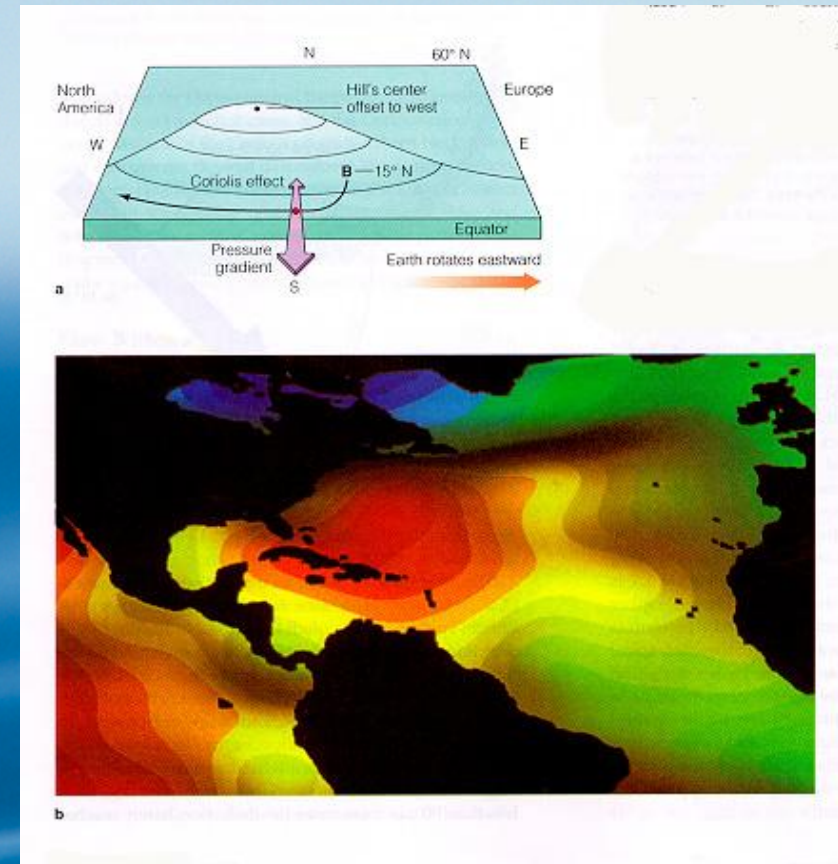 N
60° N
North
America
Hill's center
offset to west
Europe
W
E
Coriolis effect
B—15° N
Equator
Pressure
gradient
Earth rotates eastward
S
a
b